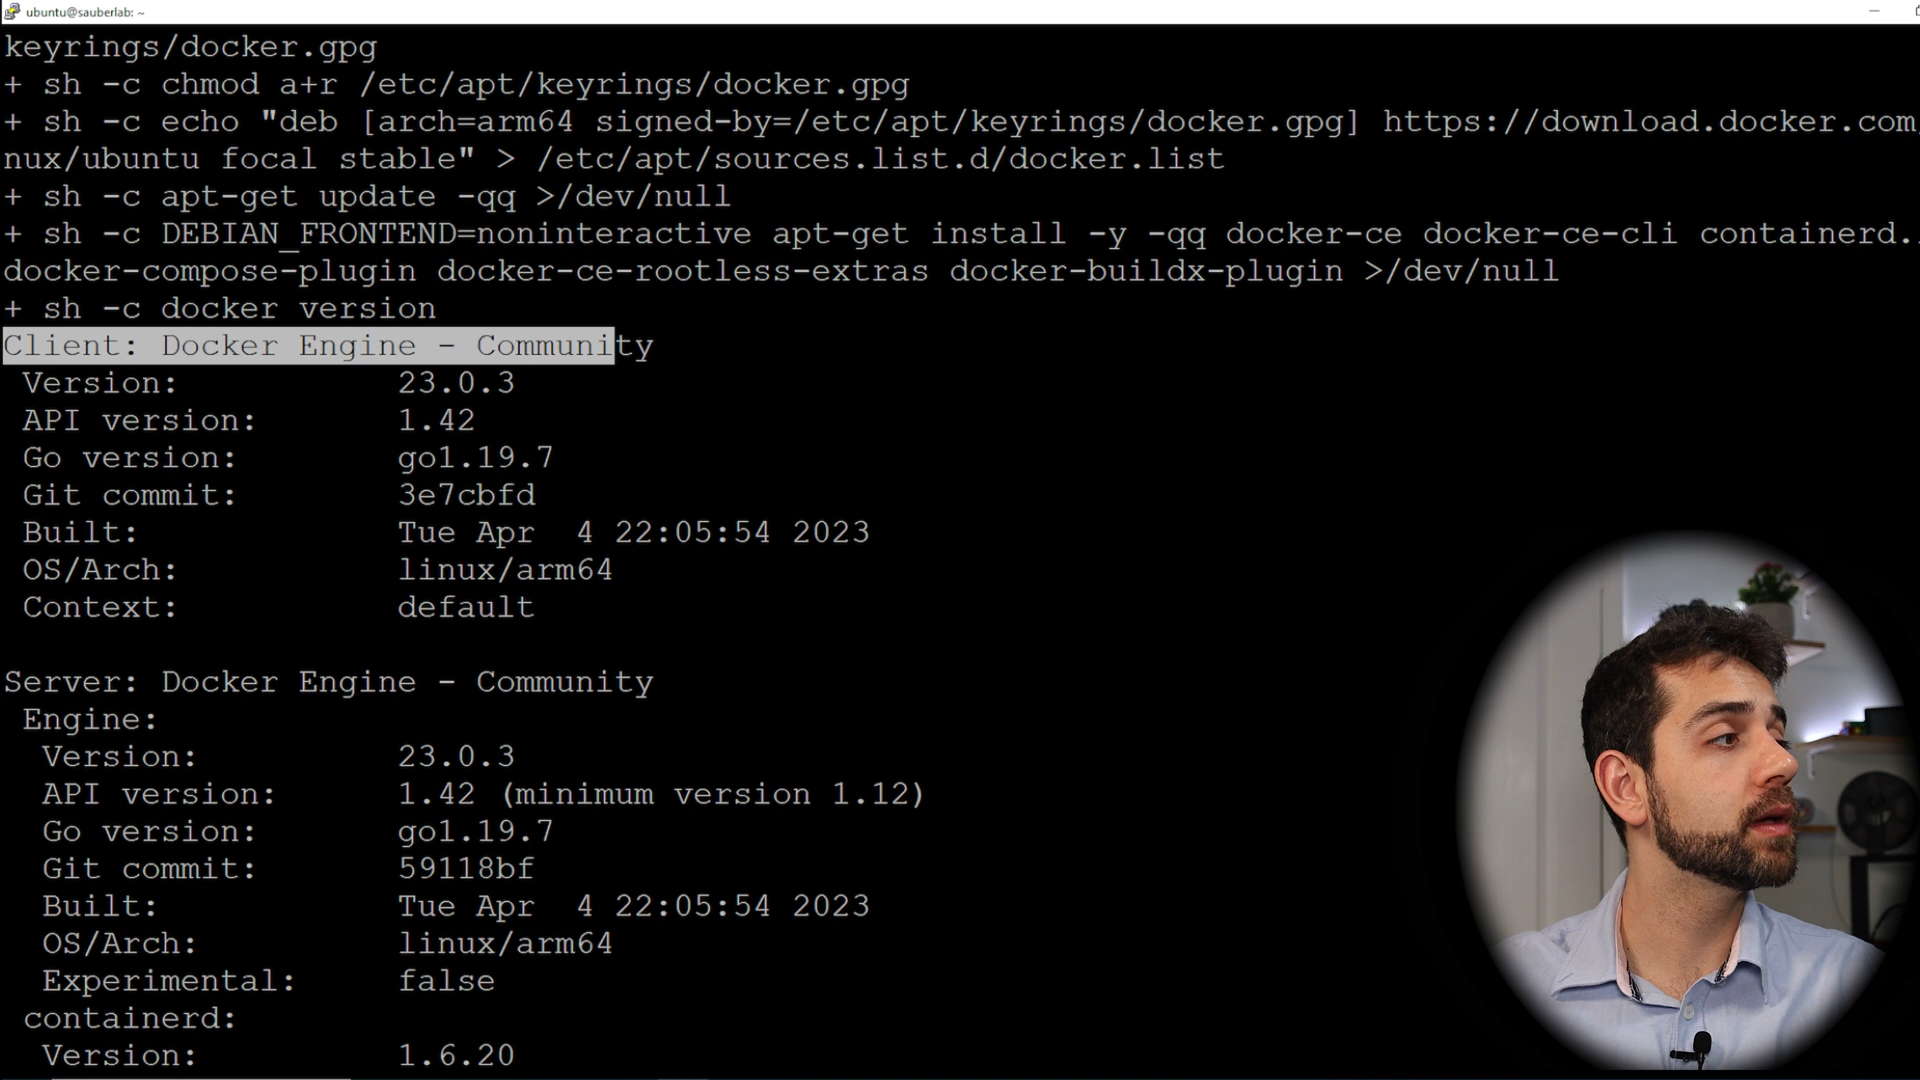 ubuntu@sauberlab: ~
keyrings/docker.gpg
+ sh -c chmod a+r /etc/apt/keyrings/docker.gpg
+ sh -c echo "deb [arch=arm64 signed-by=/etc/apt/keyrings/docker.gpg] https://download.docker.com
nux/ubuntu focal stable" > /etc/apt/sources.list.d/docker.list
+ sh -c apt-get update -qq >/dev/null
+ sh -c DEBIAN_FRONTEND=noninteractive apt-get install -y -qq docker-ce docker-ce-cli containerd.
docker-compose-plugin docker-ce-rootless-extras docker-buildx-plugin >/dev/null
+ sh -c docker version
Client: Docker Engine - Community
Version: 23.0.3
API version: 1.42
Go version: go1.19.7
Git commit: 3e7cbfd
Built: Tue Apr  4 22:05:54 2023
OS/Arch: linux/arm64
Context: default
Server: Docker Engine - Community
Engine:
Version: 23.0.3
API version: 1.42 (minimum version 1.12)
Go version: go1.19.7
Git commit: 59118bf
Built: Tue Apr  4 22:05:54 2023
OS/Arch: linux/arm64
Experimental: false
containerd:
Version: 1.6.20